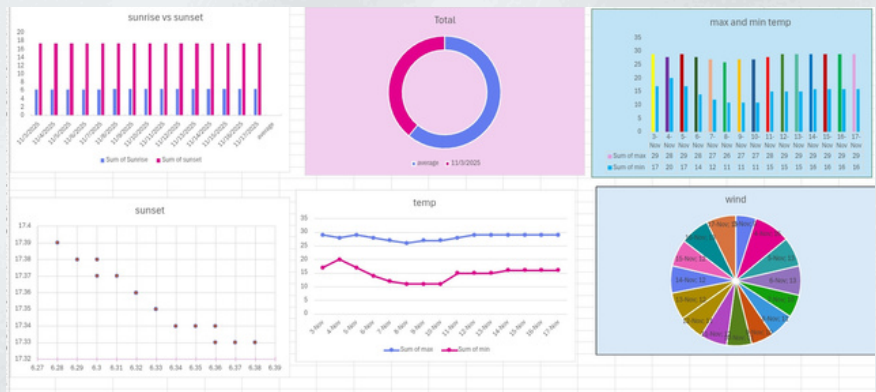 sunrise vs sunset
20
18
16
14
12
10
8
6
4
2
0
11/3/2025
11/4/2025
11/5/2025
11/6/2025
11/7/2025
11/8/2025
11/9/2025
11/10/2025
11/11/2025
11/12/2025
11/13/2025
11/14/2025
11/15/2025
11/16/2025
11/17/2025
average
Sum of Sunrise Sum of sunset
Total
average 11/3/2025
max and min temp
35
30
25
20
15
10
5
0
3- 4- 5- 6- 7- 8- 9- 10- 11- 12- 13- 14- 15- 16- 17-
Nov Nov Nov Nov Nov Nov Nov Nov Nov Nov Nov Nov Nov Nov Nov
Sum of max 29 28 29 28 27 26 27 27 28 29 29 29 29 29 29
Sum of min 17 20 17 14 12 11 11 11 15 15 15 16 16 16 16
sunset
17.4
17.39
17.38
17.37
17.36
17.35
17.34
17.33
17.32
6.27 6.28 6.29 6.3 6.31 6.32 6.33 6.34 6.35 6.36 6.37 6.38 6.39
temp
35
30
25
20
15
10
5
0
3-Nov
4-Nov
5-Nov
6-Nov
7-Nov
8-Nov
9-Nov
10-Nov
11-Nov
12-Nov
13-Nov
14-Nov
15-Nov
16-Nov
17-Nov
Sum of max Sum of min
wind
15-Nov; 12
14-Nov; 12
13-Nov; 12